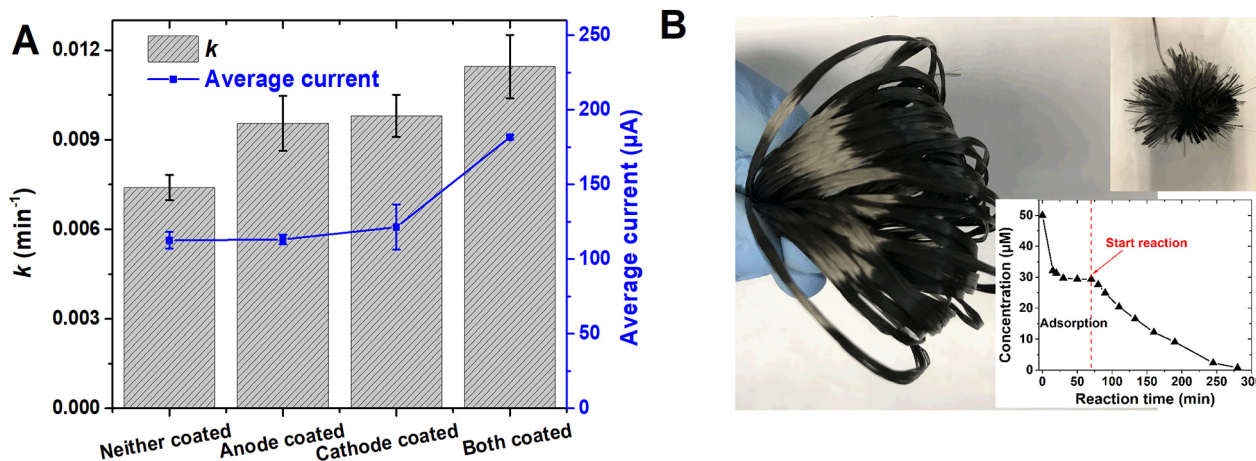 A
k
Average current
0.012
0.009
0.006
0.003
0.000
k (min⁻¹)
250
200
150
100
50
0
Average current (μA)
Neither coated
Anode coated
Cathode coated
Both coated
B
50
40
30
20
10
0
Concentration (μM)
Start reaction
Adsorption
0 50 100 150 200 250 300
Reaction time (min)